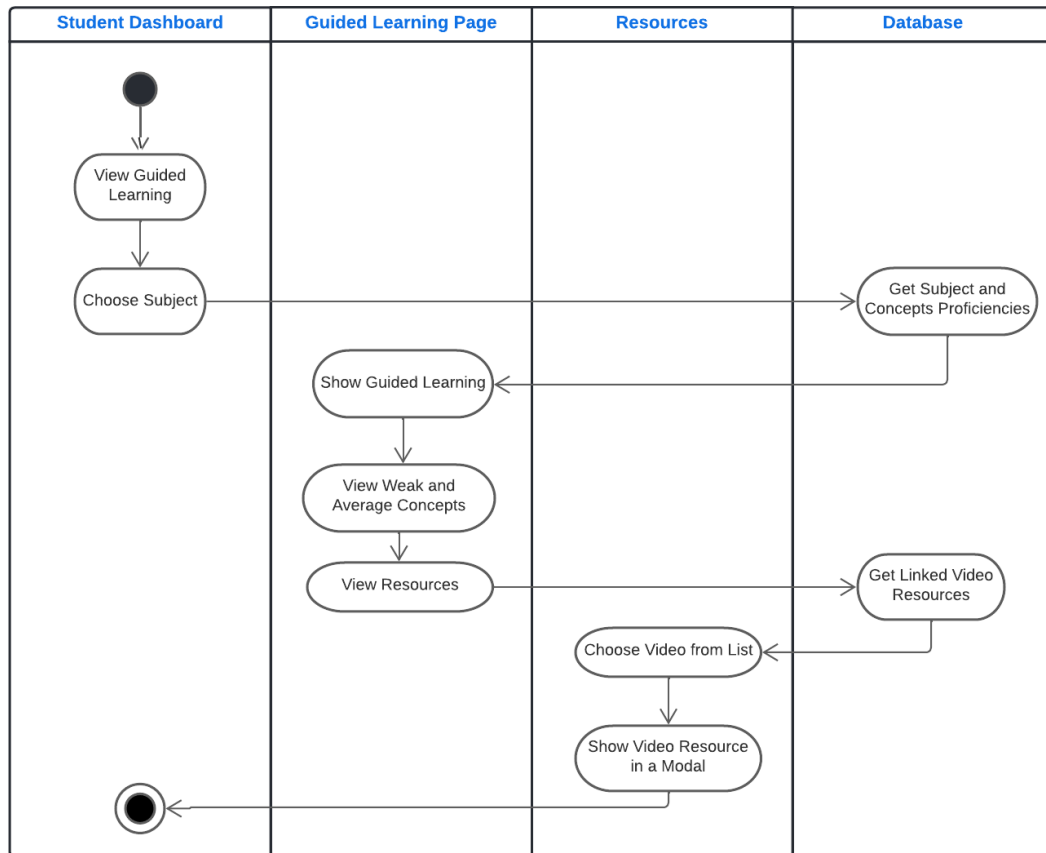 Student Dashboard
Guided Learning Page
Resources
Database
View Guided
Learning
Choose Subject
Get Subject and
Concepts Proficiencies
Show Guided Learning
View Weak and
Average Concepts
View Resources
Get Linked Video
Resources
Choose Video from List
Show Video Resource
in a Modal